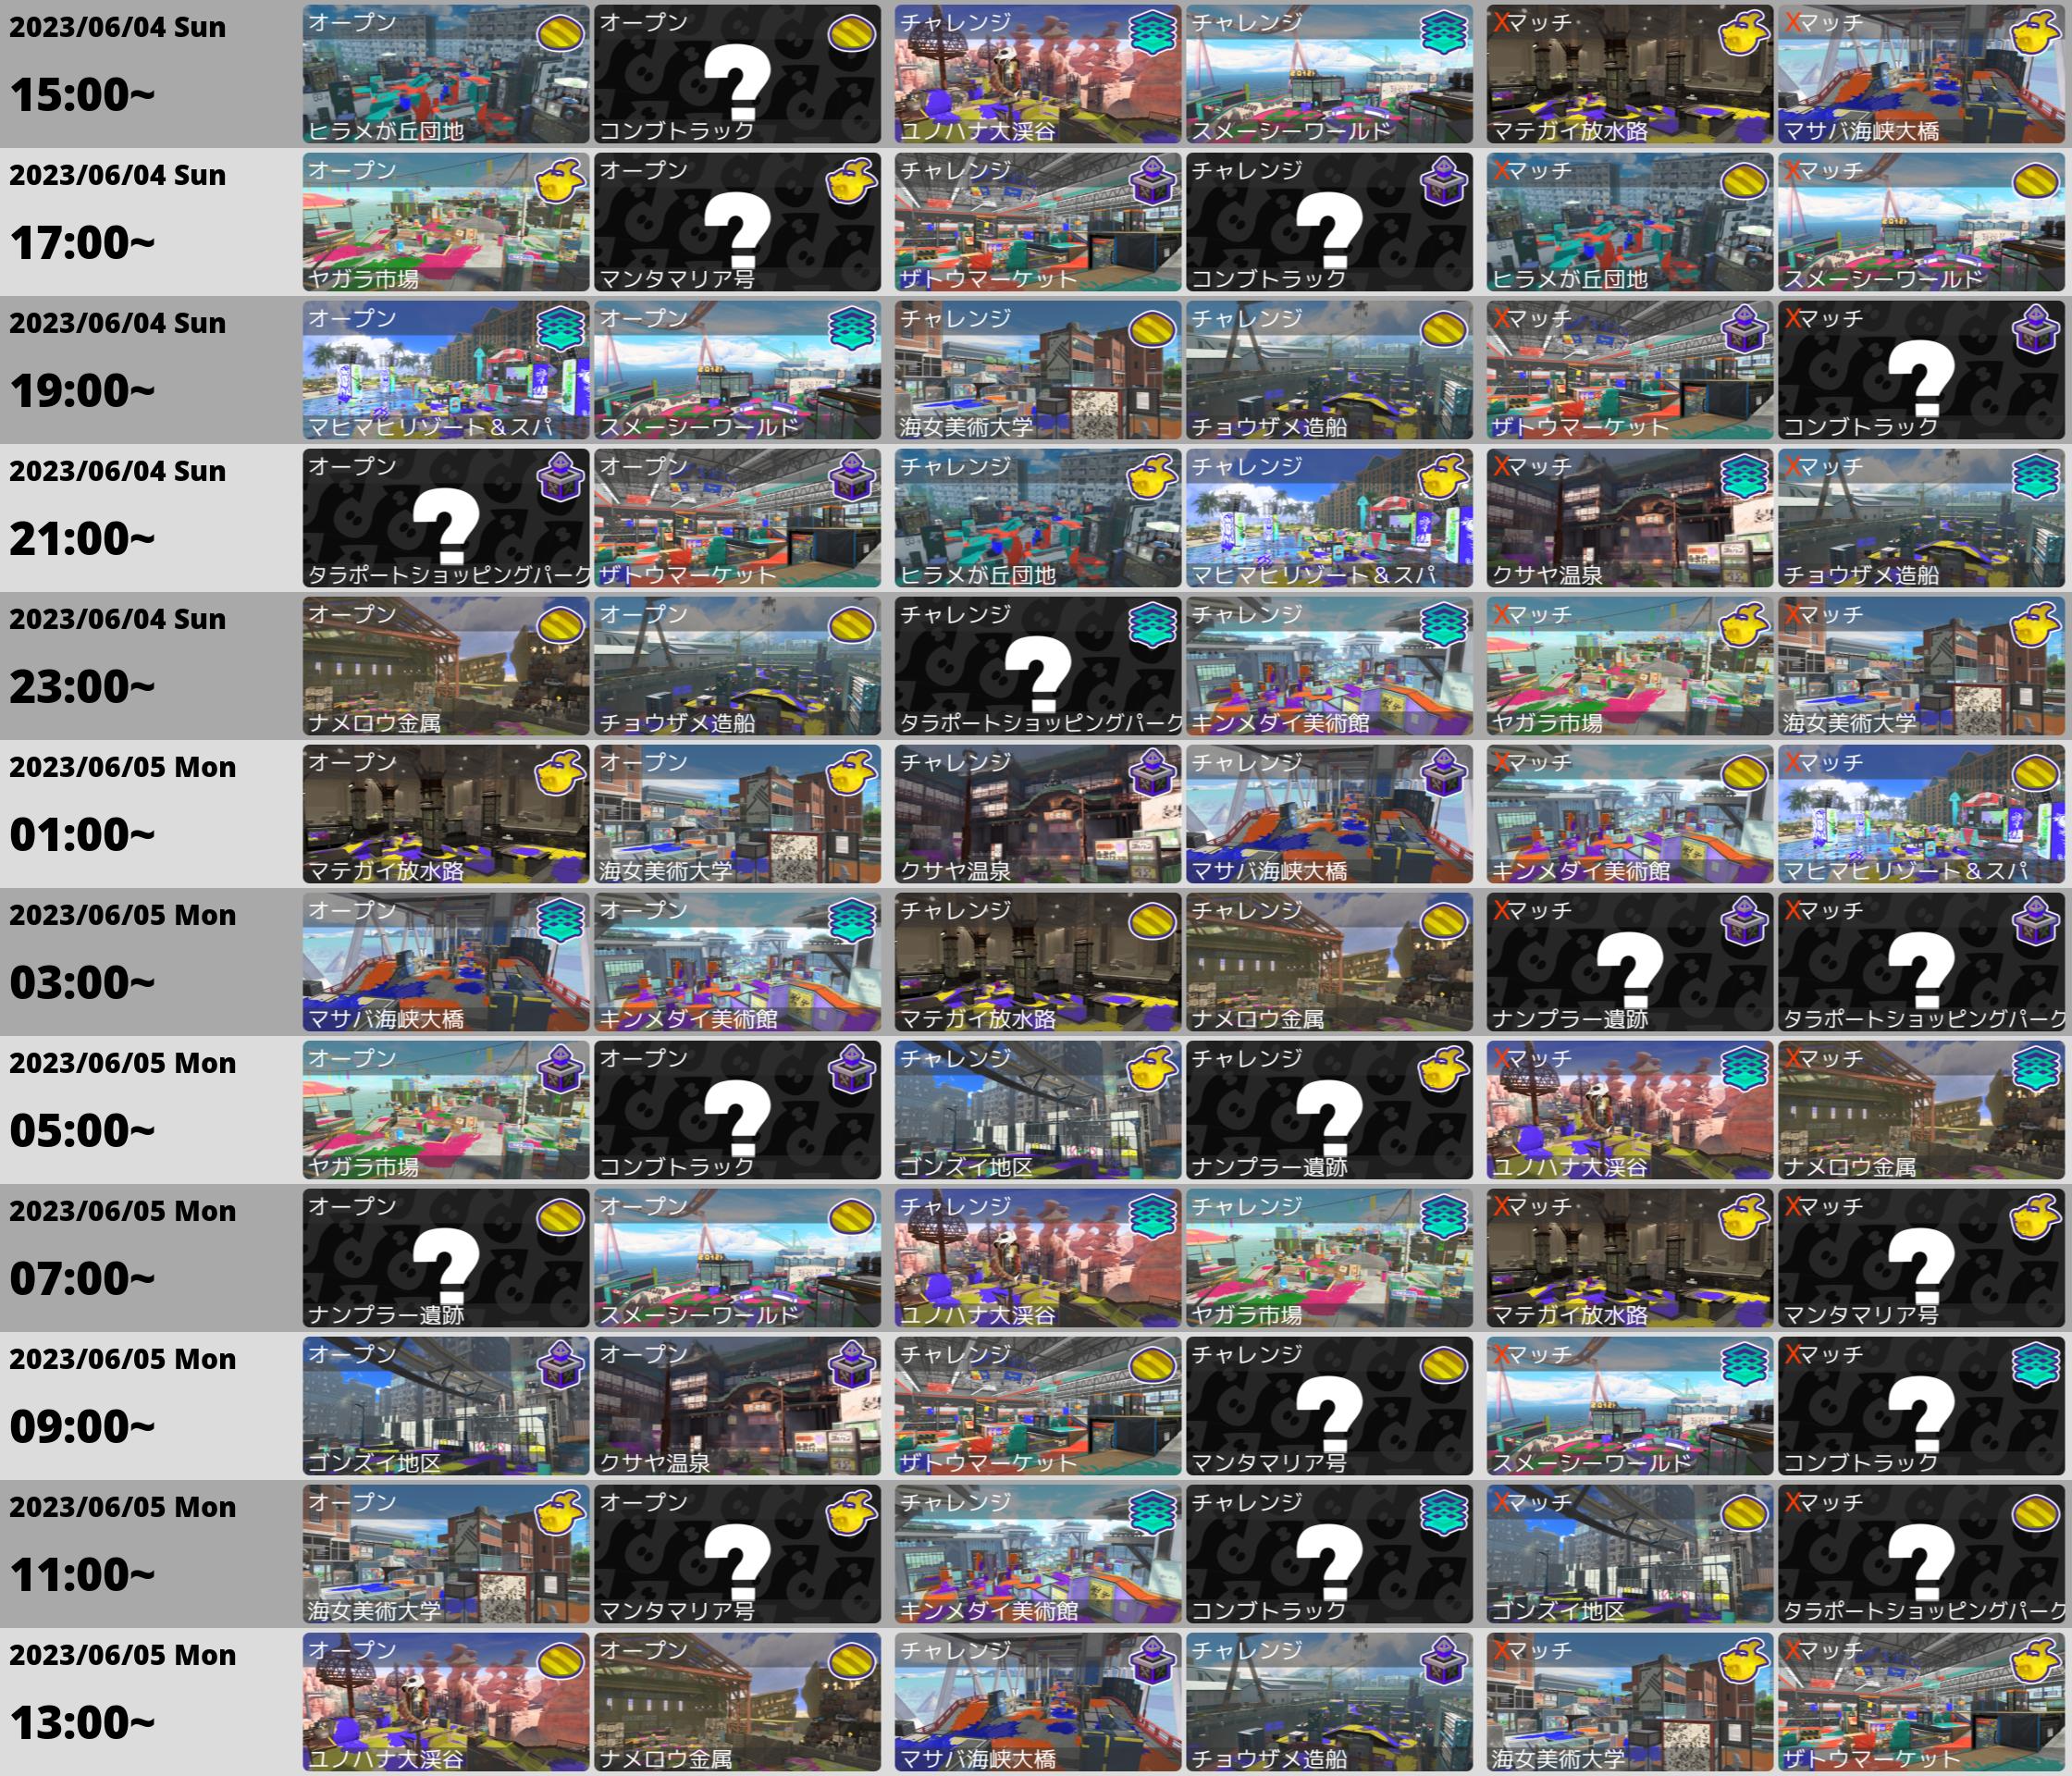 2023/06/04 Sun
15:00~
オープン
ヒラメが丘団地
オープン
コンブトラック
チャレンジ
ユノハナ大渓谷
チャレンジ
スメーシーワールド
Xマッチ
マテガイ放水路
Xマッチ
マサバ海峡大橋
2023/06/04 Sun
17:00~
オープン
ヤガラ市場
オープン
マンタマリア号
チャレンジ
ザトウマーケット
チャレンジ
コンブトラック
Xマッチ
ヒラメが丘団地
Xマッチ
スメーシーワールド
2023/06/04 Sun
19:00~
オープン
マヒマヒリゾート&スパ
オープン
スメーシーワールド
チャレンジ
海女美術大学
チャレンジ
チョウザメ造船
Xマッチ
ザトウマーケット
Xマッチ
コンブトラック
2023/06/04 Sun
21:00~
オープン
タラポートショッピングパーク
オープン
ザトウマーケット
チャレンジ
ヒラメが丘団地
チャレンジ
マヒマヒリゾート&スパ
Xマッチ
クサヤ温泉
Xマッチ
チョウザメ造船
2023/06/04 Sun
23:00~
オープン
ナメロウ金属
オープン
チョウザメ造船
チャレンジ
タラポートショッピングパーク
チャレンジ
キンメダイ美術館
Xマッチ
ヤガラ市場
Xマッチ
海女美術大学
2023/06/05 Mon
01:00~
オープン
マテガイ放水路
オープン
海女美術大学
チャレンジ
クサヤ温泉
チャレンジ
マサバ海峡大橋
Xマッチ
キンメダイ美術館
Xマッチ
マヒマヒリゾート&スパ
2023/06/05 Mon
03:00~
オープン
マサバ海峡大橋
オープン
キンメダイ美術館
チャレンジ
マテガイ放水路
チャレンジ
ナメロウ金属
Xマッチ
ナンプラー遺跡
Xマッチ
タラポートショッピングパーク
2023/06/05 Mon
05:00~
オープン
ヤガラ市場
オープン
コンブトラック
チャレンジ
ゴンズイ地区
チャレンジ
ナンプラー遺跡
Xマッチ
ユノハナ大渓谷
Xマッチ
ナメロウ金属
2023/06/05 Mon
07:00~
オープン
ナンプラー遺跡
オープン
スメーシーワールド
チャレンジ
ユノハナ大渓谷
チャレンジ
ヤガラ市場
Xマッチ
マテガイ放水路
Xマッチ
マンタマリア号
2023/06/05 Mon
09:00~
オープン
ゴンズイ地区
オープン
クサヤ温泉
チャレンジ
ザトウマーケット
チャレンジ
マンタマリア号
Xマッチ
スメーシーワールド
Xマッチ
コンブトラック
2023/06/05 Mon
11:00~
オープン
海女美術大学
オープン
マンタマリア号
チャレンジ
キンメダイ美術館
チャレンジ
コンブトラック
Xマッチ
ゴンズイ地区
Xマッチ
タラポートショッピングパーク
2023/06/05 Mon
13:00~
オープン
ユノハナ大渓谷
オープン
ナメロウ金属
チャレンジ
マサバ海峡大橋
チャレンジ
チョウザメ造船
Xマッチ
海女美術大学
Xマッチ
ザトウマーケット